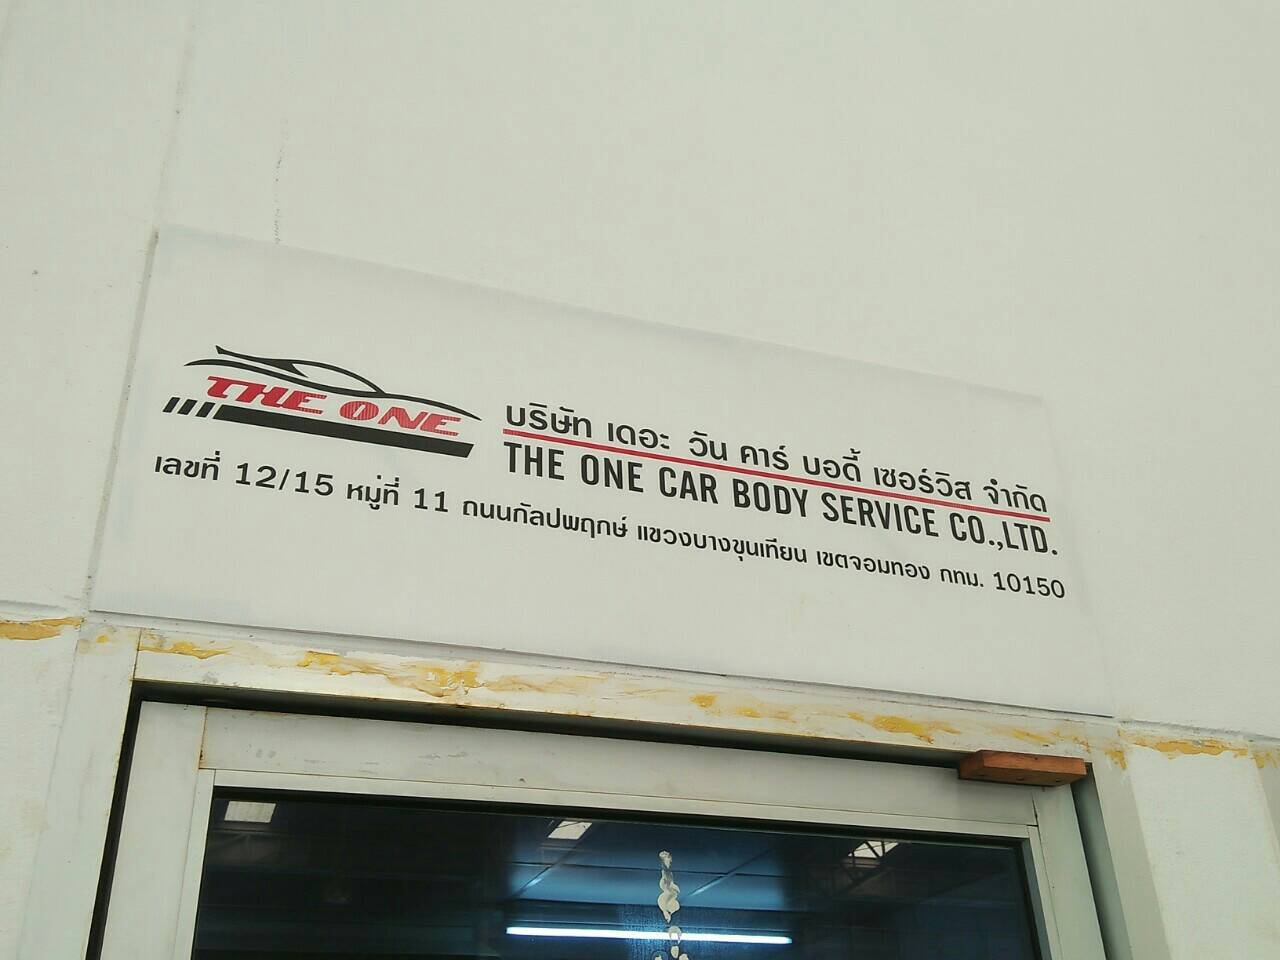 THE ONE
บริษัท เดอะ วัน คาร์ บอดี้ เซอร์วิส จำกัด
THE ONE CAR BODY SERVICE CO.,LTD.
เลขที่ 12/15 หมู่ที่ 11 ถนนกัลปพฤกษ์ แขวงบางขุนเทียน เขตจอมทอง กทม. 10150